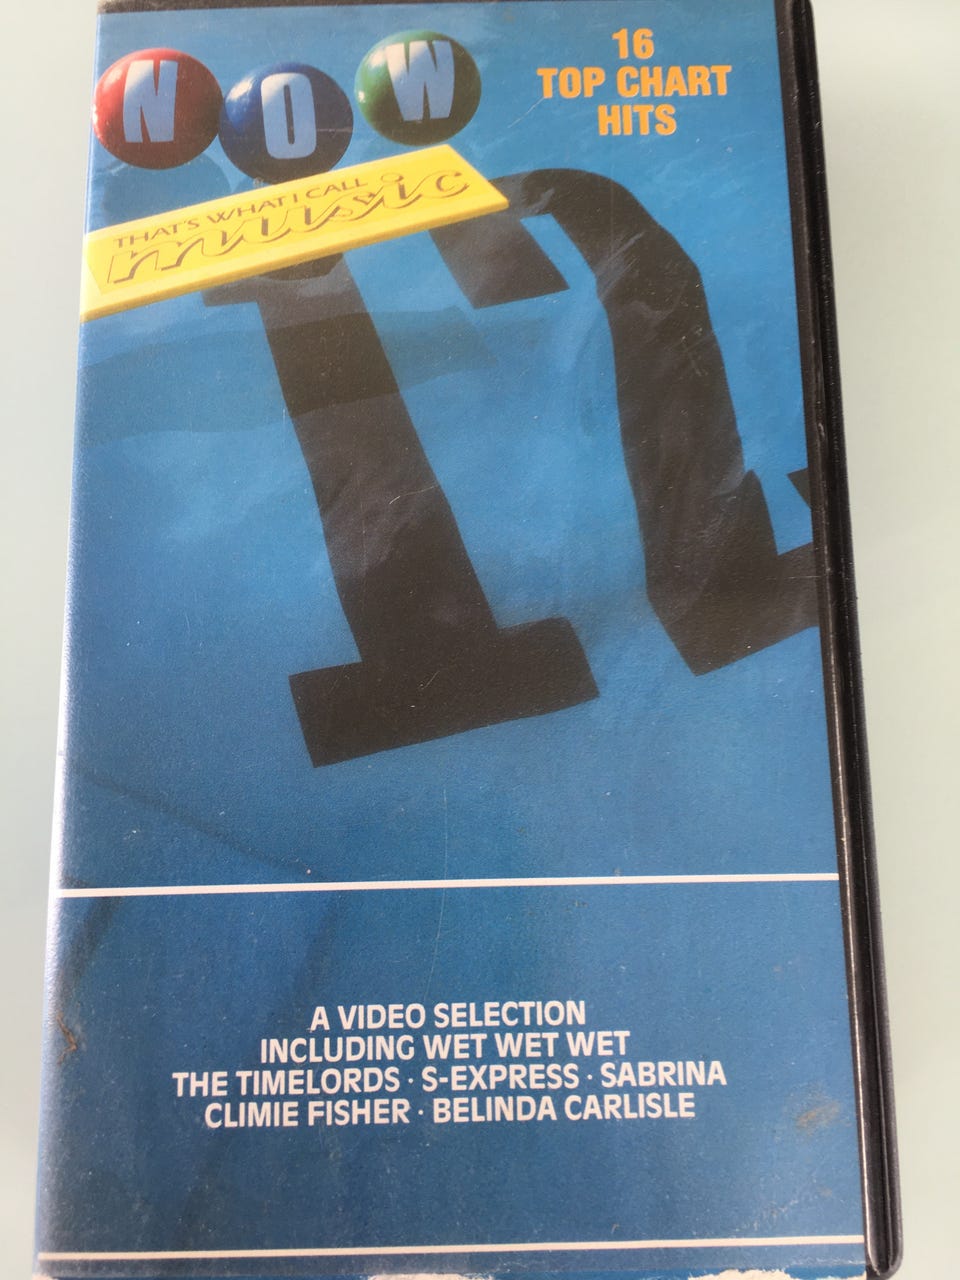 NOW
16
TOP CHART
HITS
THAT'S WHAT I CALL
music
12
A VIDEO SELECTION
INCLUDING WET WET WET
THE TIMELORDS · S-EXPRESS · SABRINA
CLIMIE FISHER · BELINDA CARLISLE